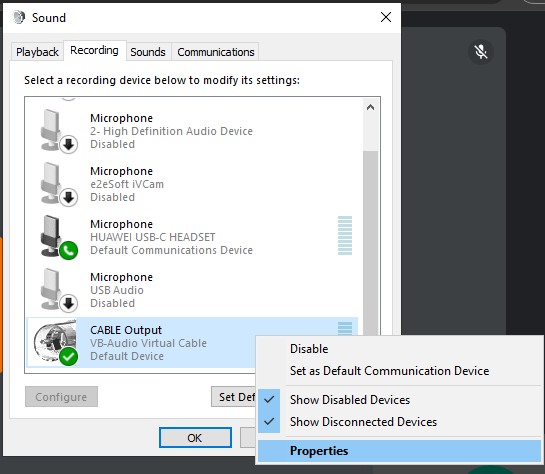 Sound
Playback Recording Sounds Communications
Select a recording device below to modify its settings:
Microphone
2- High Definition Audio Device
Disabled
Microphone
e2eSoft iVCam
Disabled
Microphone
HUAWEI USB-C HEADSET
Default Communications Device
Microphone
USB Audio
Disabled
CABLE Output
VB-Audio Virtual Cable
Default Device
Configure
Set Def
OK
Disable
Set as Default Communication Device
Show Disabled Devices
Show Disconnected Devices
Properties